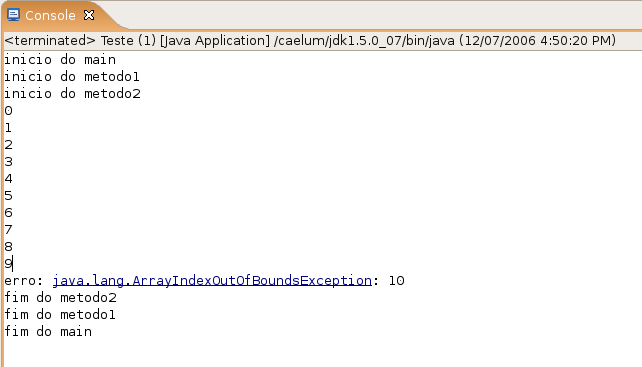 Console
<terminated> Teste (1) [Java Application] /caelum/jdk1.5.0_07/bin/java (12/07/2006 4:50:20 PM)
inicio do main
inicio do metodo1
inicio do metodo2
0
1
2
3
4
5
6
7
8
9
erro: java.lang.ArrayIndexOutOfBoundsException: 10
fim do metodo2
fim do metodo1
fim do main